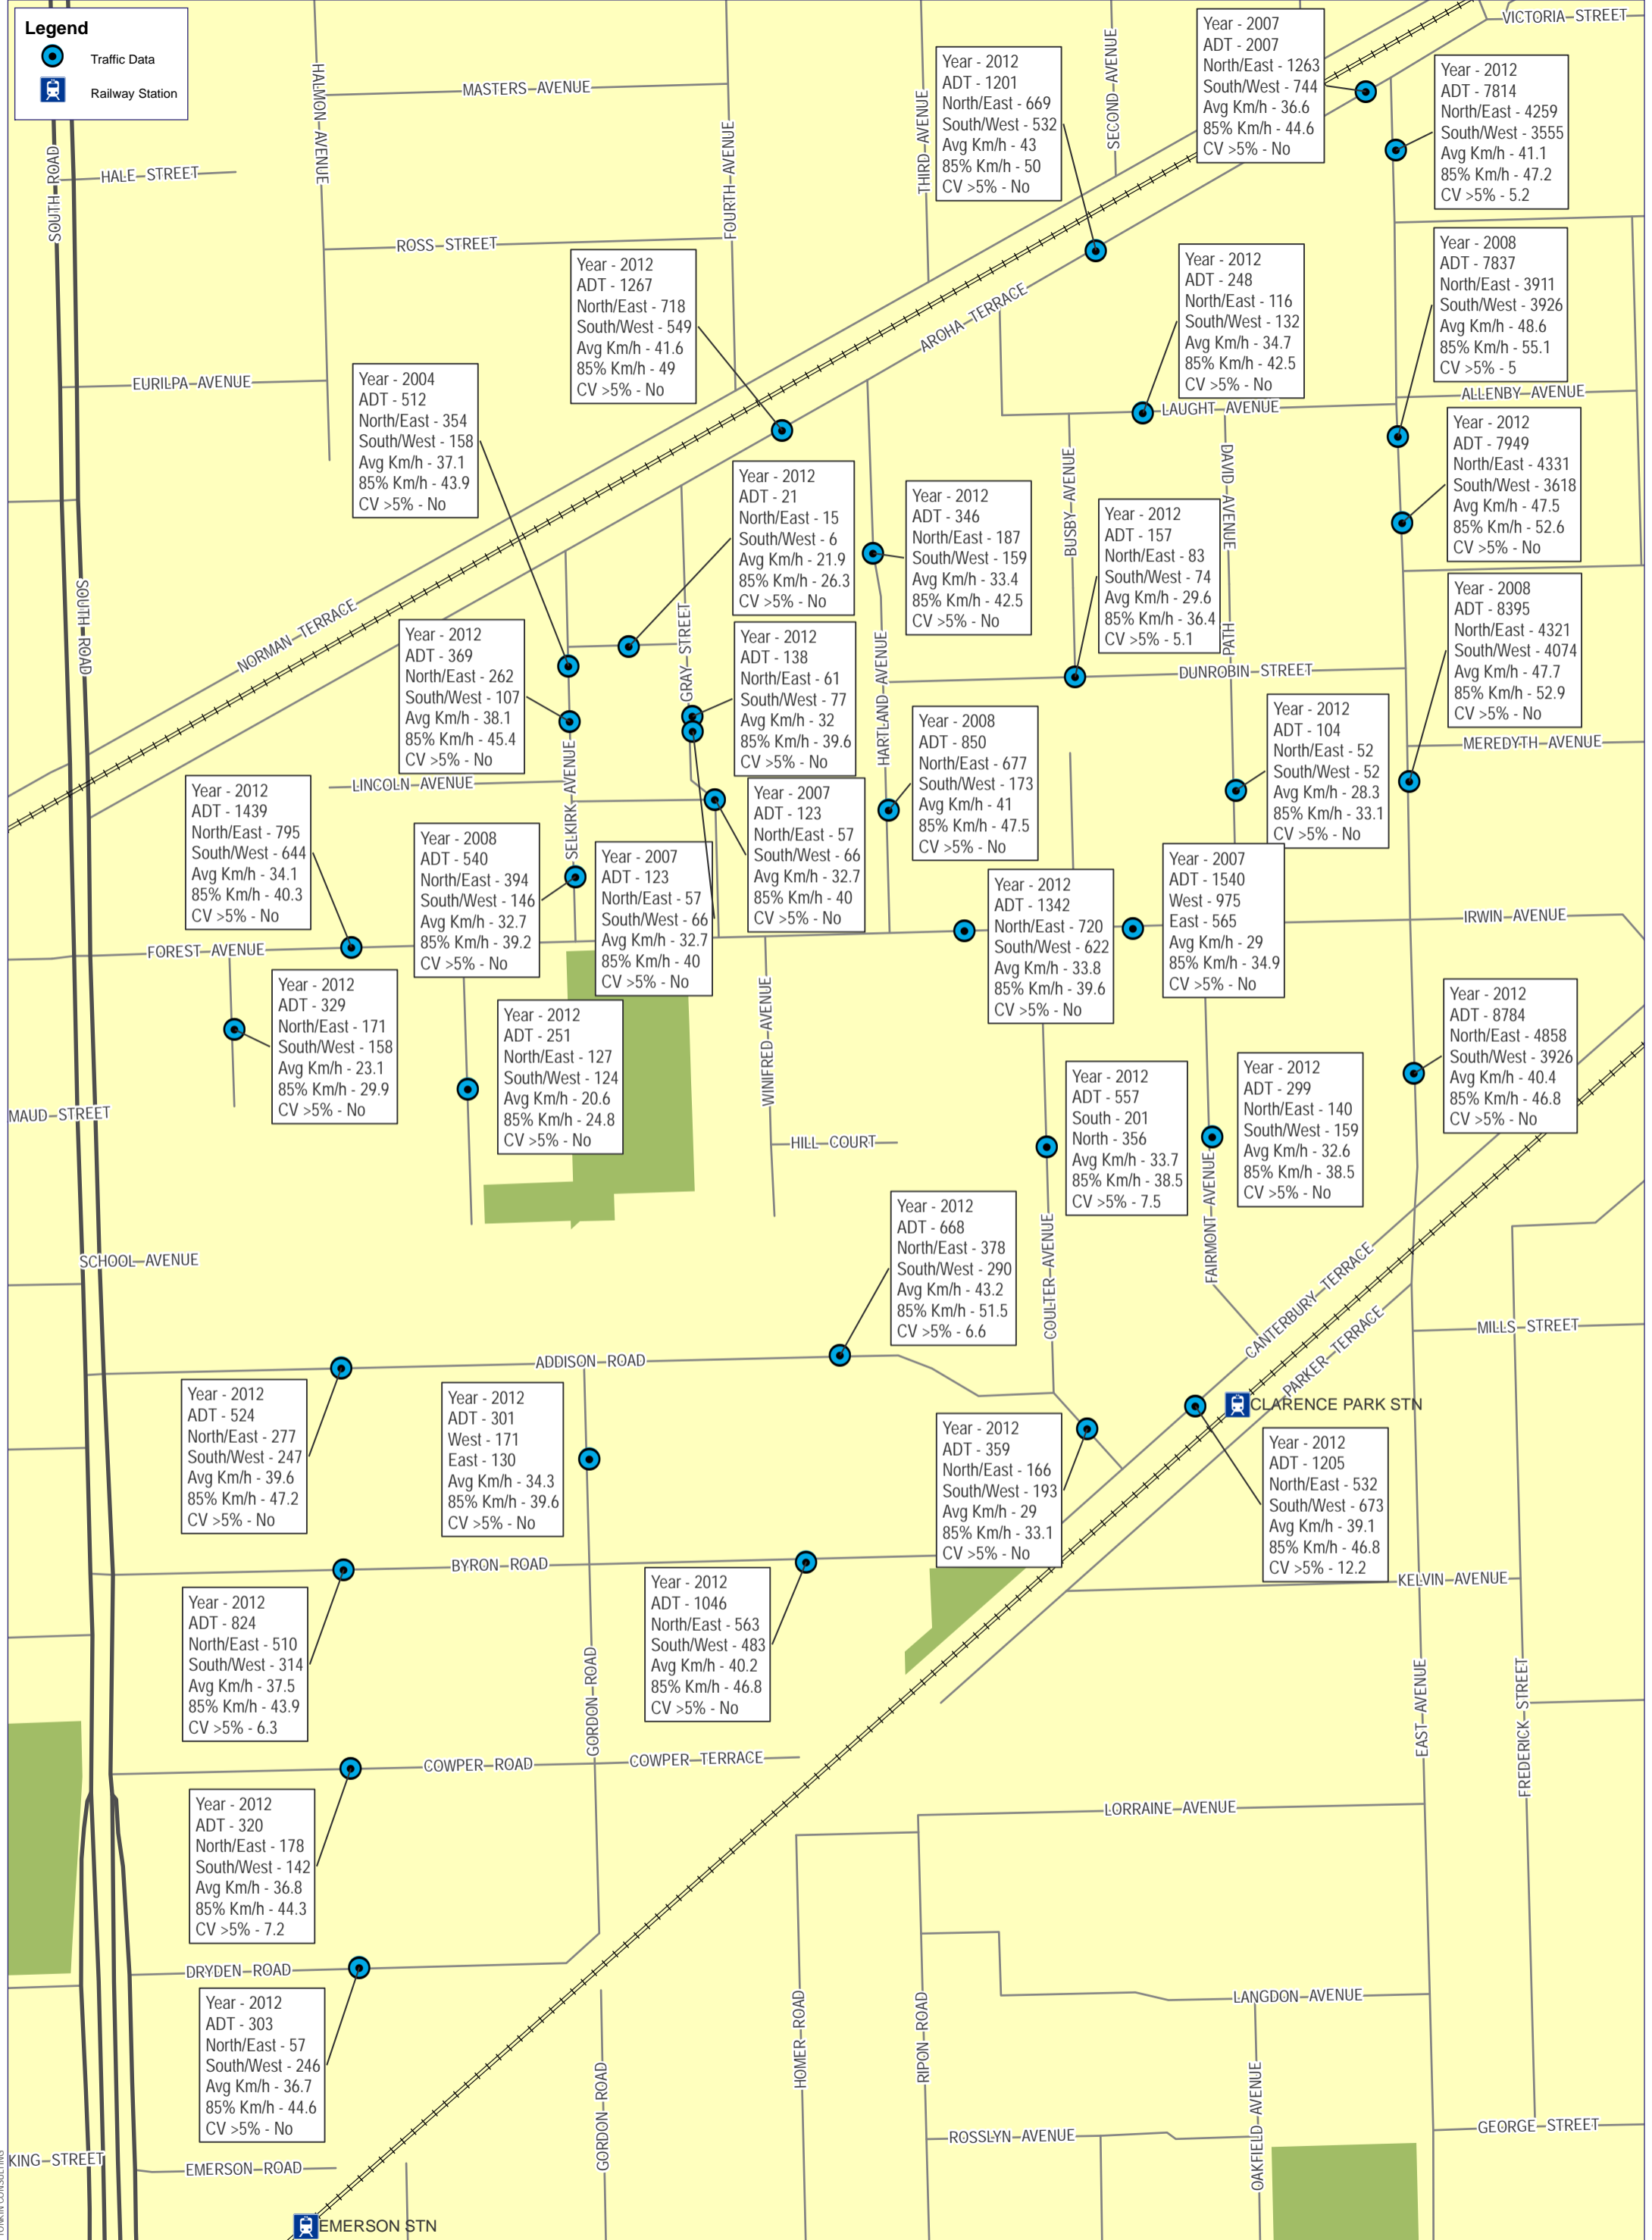 Legend
Traffic Data
Railway Station
VICTORIA STREET
HALMON AVENUE
MASTERS AVENUE
FOURTH AVENUE
THIRD AVENUE
SECOND AVENUE
Year - 2007
ADT - 2007
North/East - 1263
South/West - 744
Avg Km/h - 36.6
85% Km/h - 44.6
CV >5% - No
Year - 2012
ADT - 1201
North/East - 669
South/West - 532
Avg Km/h - 43
85% Km/h - 50
CV >5% - No
Year - 2012
ADT - 7814
North/East - 4259
South/West - 3555
Avg Km/h - 41.1
85% Km/h - 47.2
CV >5% - 5.2
SOUTH ROAD
HALE STREET
ROSS STREET
Year - 2012
ADT - 1267
North/East - 718
South/West - 549
Avg Km/h - 41.6
85% Km/h - 49
CV >5% - No
AROHA TERRACE
Year - 2012
ADT - 248
North/East - 116
South/West - 132
Avg Km/h - 34.7
85% Km/h - 42.5
CV >5% - No
Year - 2008
ADT - 7837
North/East - 3911
South/West - 3926
Avg Km/h - 48.6
85% Km/h - 55.1
CV >5% - 5
EURILPA AVENUE
Year - 2004
ADT - 512
North/East - 354
South/West - 158
Avg Km/h - 37.1
85% Km/h - 43.9
CV >5% - No
LAUGHT AVENUE
ALLENBY AVENUE
Year - 2012
ADT - 7949
North/East - 4331
South/West - 3618
Avg Km/h - 47.5
85% Km/h - 52.6
CV >5% - No
Year - 2012
ADT - 21
North/East - 15
South/West - 6
Avg Km/h - 21.9
85% Km/h - 26.3
CV >5% - No
Year - 2012
ADT - 346
North/East - 187
South/West - 159
Avg Km/h - 33.4
85% Km/h - 42.5
CV >5% - No
BUSBY AVENUE
Year - 2012
ADT - 157
North/East - 83
South/West - 74
Avg Km/h - 29.6
85% Km/h - 36.4
CV >5% - 5.1
DAVID AVENUE
PATH
SOUTH ROAD
NORMAN TERRACE
Year - 2012
ADT - 369
North/East - 262
South/West - 107
Avg Km/h - 38.1
85% Km/h - 45.4
CV >5% - No
GRAY STREET
Year - 2012
ADT - 138
North/East - 61
South/West - 77
Avg Km/h - 32
85% Km/h - 39.6
CV >5% - No
HARTLAND AVENUE
DUNROBIN STREET
Year - 2008
ADT - 8395
North/East - 4321
South/West - 4074
Avg Km/h - 47.7
85% Km/h - 52.9
CV >5% - No
MEREDYTH AVENUE
Year - 2012
ADT - 104
North/East - 52
South/West - 52
Avg Km/h - 28.3
85% Km/h - 33.1
CV >5% - No
Year - 2008
ADT - 850
North/East - 677
South/West - 173
Avg Km/h - 41
85% Km/h - 47.5
CV >5% - No
LINCOLN AVENUE
SELKIRK AVENUE
Year - 2007
ADT - 123
North/East - 57
South/West - 66
Avg Km/h - 32.7
85% Km/h - 40
CV >5% - No
Year - 2012
ADT - 1439
North/East - 795
South/West - 644
Avg Km/h - 34.1
85% Km/h - 40.3
CV >5% - No
Year - 2008
ADT - 540
North/East - 394
South/West - 146
Avg Km/h - 32.7
85% Km/h - 39.2
CV >5% - No
Year - 2007
ADT - 123
North/East - 57
South/West - 66
Avg Km/h - 32.7
85% Km/h - 40
CV >5% - No
Year - 2012
ADT - 1342
North/East - 720
South/West - 622
Avg Km/h - 33.8
85% Km/h - 39.6
CV >5% - No
Year - 2007
ADT - 1540
West - 975
East - 565
Avg Km/h - 29
85% Km/h - 34.9
CV >5% - No
IRWIN AVENUE
FOREST AVENUE
Year - 2012
ADT - 329
North/East - 171
South/West - 158
Avg Km/h - 23.1
85% Km/h - 29.9
CV >5% - No
Year - 2012
ADT - 251
North/East - 127
South/West - 124
Avg Km/h - 20.6
85% Km/h - 24.8
CV >5% - No
WINIFRED AVENUE
Year - 2012
ADT - 8784
North/East - 4858
South/West - 3926
Avg Km/h - 40.4
85% Km/h - 46.8
CV >5% - No
Year - 2012
ADT - 557
South - 201
North - 356
Avg Km/h - 33.7
85% Km/h - 38.5
CV >5% - 7.5
Year - 2012
ADT - 299
North/East - 140
South/West - 159
Avg Km/h - 32.6
85% Km/h - 38.5
CV >5% - No
MAUD STREET
HILL COURT
FAIRMONT AVENUE
COULTER AVENUE
Year - 2012
ADT - 668
North/East - 378
South/West - 290
Avg Km/h - 43.2
85% Km/h - 51.5
CV >5% - 6.6
SCHOOL AVENUE
CANTERBURY TERRACE
PARKER TERRACE
MILLS STREET
ADDISON ROAD
CLARENCE PARK STN
Year - 2012
ADT - 524
North/East - 277
South/West - 247
Avg Km/h - 39.6
85% Km/h - 47.2
CV >5% - No
Year - 2012
ADT - 301
West - 171
East - 130
Avg Km/h - 34.3
85% Km/h - 39.6
CV >5% - No
Year - 2012
ADT - 359
North/East - 166
South/West - 193
Avg Km/h - 29
85% Km/h - 33.1
CV >5% - No
Year - 2012
ADT - 1205
North/East - 532
South/West - 673
Avg Km/h - 39.1
85% Km/h - 46.8
CV >5% - 12.2
BYRON ROAD
KELVIN AVENUE
Year - 2012
ADT - 824
North/East - 510
South/West - 314
Avg Km/h - 37.5
85% Km/h - 43.9
CV >5% - 6.3
Year - 2012
ADT - 1046
North/East - 563
South/West - 483
Avg Km/h - 40.2
85% Km/h - 46.8
CV >5% - No
GORDON ROAD
EAST AVENUE
FREDERICK STREET
COWPER ROAD
COWPER TERRACE
LORRAINE AVENUE
Year - 2012
ADT - 320
North/East - 178
South/West - 142
Avg Km/h - 36.8
85% Km/h - 44.3
CV >5% - 7.2
DRYDEN ROAD
Year - 2012
ADT - 303
North/East - 57
South/West - 246
Avg Km/h - 36.7
85% Km/h - 44.6
CV >5% - No
LANGDON AVENUE
HOMER ROAD
RIPON ROAD
GORDON ROAD
OAKFIELD AVENUE
ROSSLYN AVENUE
GEORGE STREET
KING STREET
EMERSON ROAD
EMERSON STN
TONKIN CONSULTING